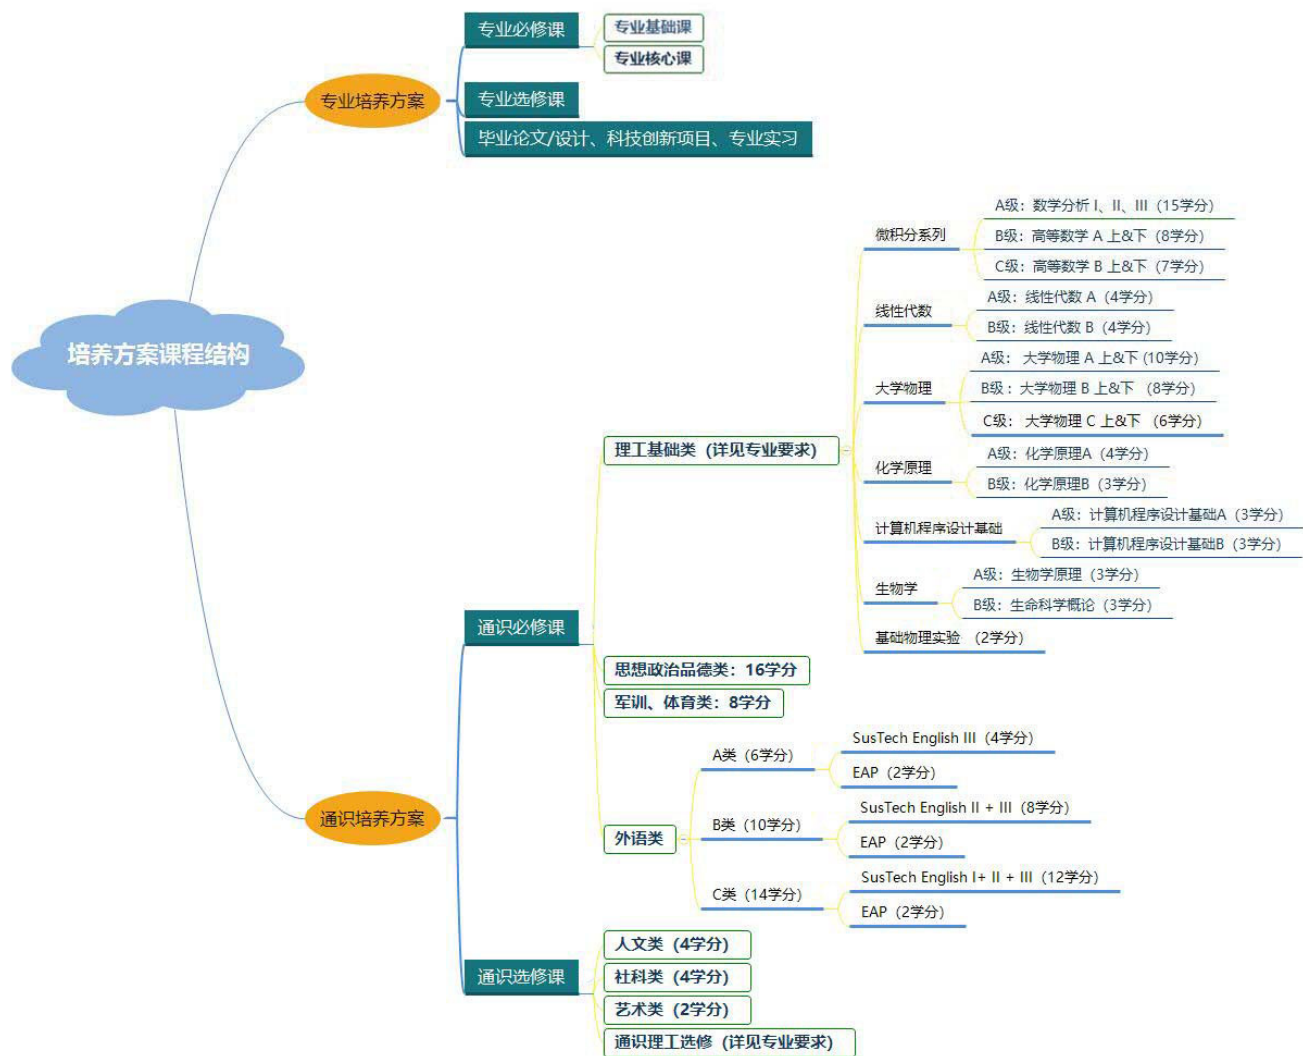 培养方案课程结构
专业培养方案
专业必修课
专业基础课
专业核心课
专业选修课
毕业论文/设计、科技创新项目、专业实习
通识培养方案
通识必修课
理工基础类（详见专业要求）
微积分系列
A级：数学分析 I、II、III（15学分）
B级：高等数学 A 上&下（8学分）
C级：高等数学 B 上&下（7学分）
线性代数
A级：线性代数 A（4学分）
B级：线性代数 B（4学分）
大学物理
A级： 大学物理 A 上&下 (10学分）
B级：大学物理 B 上&下 （8学分）
C级： 大学物理 C 上&下 （6学分）
化学原理
A级：化学原理A（4学分）
B级：化学原理B（3学分）
计算机程序设计基础
A级：计算机程序设计基础A（3学分）
B级：计算机程序设计基础B（3学分）
生物学
A级：生物学原理（3学分）
B级：生命科学概论（3学分）
基础物理实验 （2学分）
思想政治品德类：16学分
军训、体育类：8学分
外语类
A类（6学分）
SusTech English III（4学分）
EAP（2学分）
B类（10学分）
SusTech English II + III（8学分）
EAP（2学分）
C类（14学分）
SusTech English I+ II + III（12学分）
EAP（2学分）
通识选修课
人文类（4学分）
社科类（4学分）
艺术类（2学分）
通识理工选修（详见专业要求）